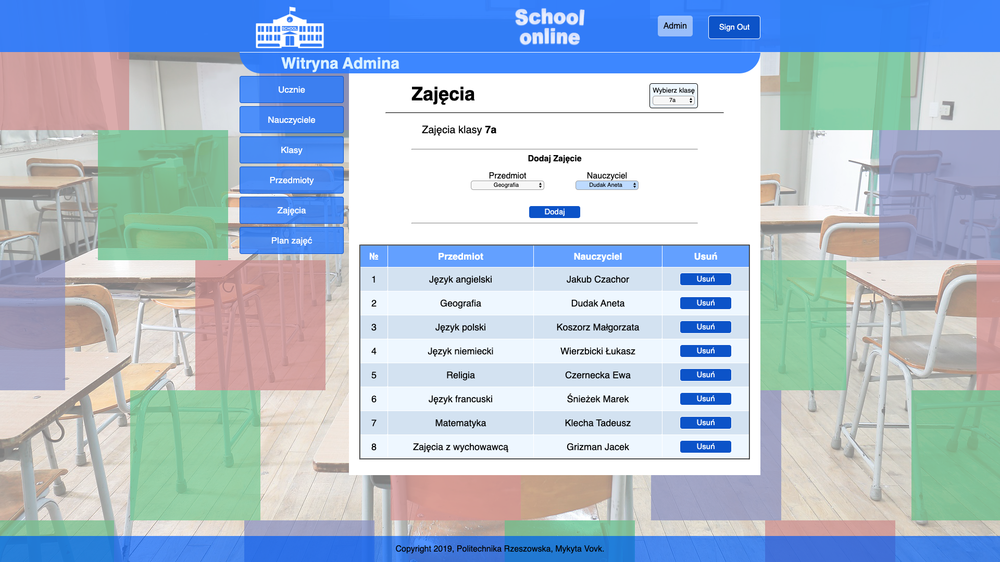 SCHOOL
School
online
Admin
Sign Out
Witryna Admina
Ucznie
Nauczyciele
Klasy
Przedmioty
Zajęcia
Plan zajęć
Zajęcia
Wybierz klasę
7a
Zajęcia klasy 7a
Dodaj Zajęcie
Przedmiot Nauczyciel
Geografia Dudak Aneta
Dodaj
№ Przedmiot Nauczyciel Usuń
1 Język angielski Jakub Czachor Usuń
2 Geografia Dudak Aneta Usuń
3 Język polski Koszorz Małgorzata Usuń
4 Język niemiecki Wierzbicki Łukasz Usuń
5 Religia Czernecka Ewa Usuń
6 Język francuski Śnieżek Marek Usuń
7 Matematyka Klecha Tadeusz Usuń
8 Zajęcia z wychowawcą Grizman Jacek Usuń
Copyright 2019, Politechnika Rzeszowska, Mykyta Vovk.